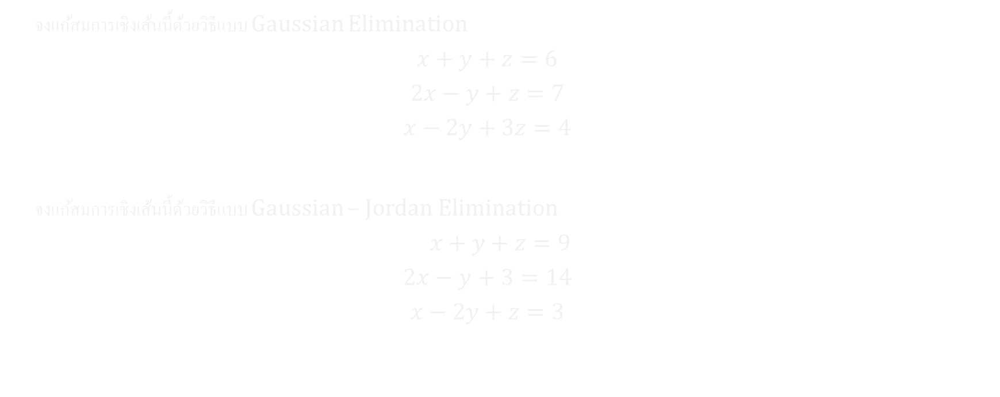 จงแก้สมการเชิงเส้นนี้ด้วยวิธีแบบ Gaussian Elimination
x + y + z = 6
2x − y + z = 7
x − 2y + 3z = 4
จงแก้สมการเชิงเส้นนี้ด้วยวิธีแบบ Gaussian – Jordan Elimination
x + y + z = 9
2x − y + 3 = 14
x − 2y + z = 3